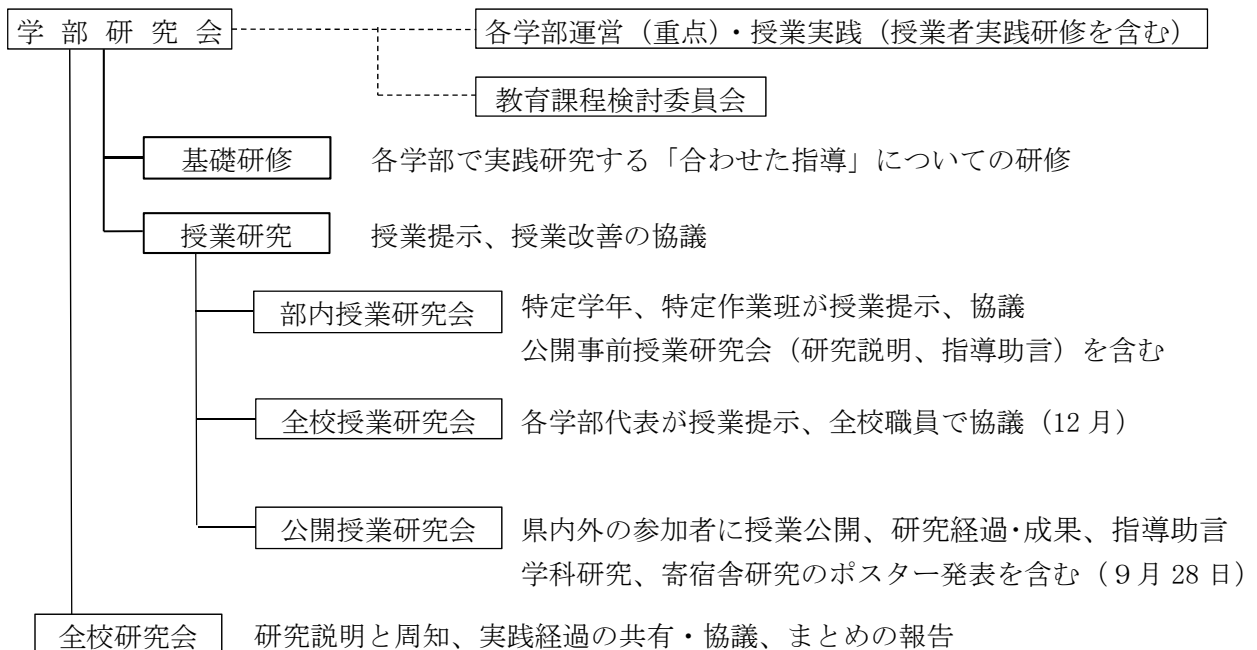 学 部 研 究 会
各学部運営（重点）・授業実践（授業者実践研修を含む）
教育課程検討委員会
基礎研修 各学部で実践研究する「合わせた指導」についての研修
授業研究 授業提示、授業改善の協議
部内授業研究会 特定学年、特定作業班が授業提示、協議
公開事前授業研究会（研究説明、指導助言）を含む
全校授業研究会 各学部代表が授業提示、全校職員で協議（12 月）
公開授業研究会 県内外の参加者に授業公開、研究経過・成果、指導助言
学科研究、寄宿舎研究のポスター発表を含む（９月 28 日）
全校研究会 研究説明と周知、実践経過の共有・協議、まとめの報告